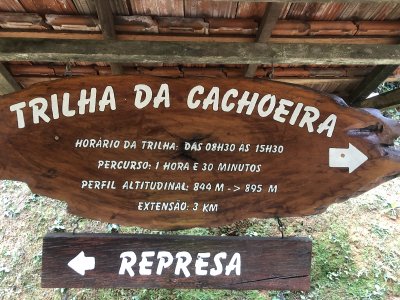 TRILHA DA CACHOEIRA
HORÁRIO DA TRILHA: DAS 08H30 ÀS 15H30
PERCURSO: 1 HORA E 30 MINUTOS
PERFIL ALTITUDINAL: 844 M -> 895 M
EXTENSÃO: 3 KM
REPRESA